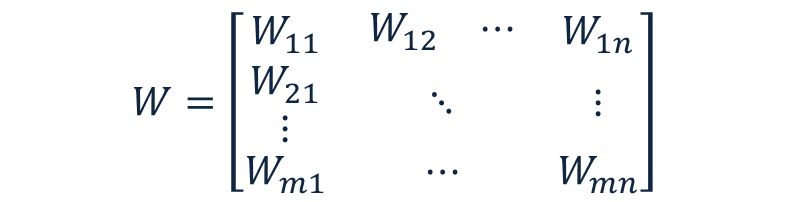 W₁₁ W₁₂ ⋯ W₁ₙ
W = W₂₁ ⋱ ⋮
⋮
Wₘ₁ ⋯ Wₘₙ